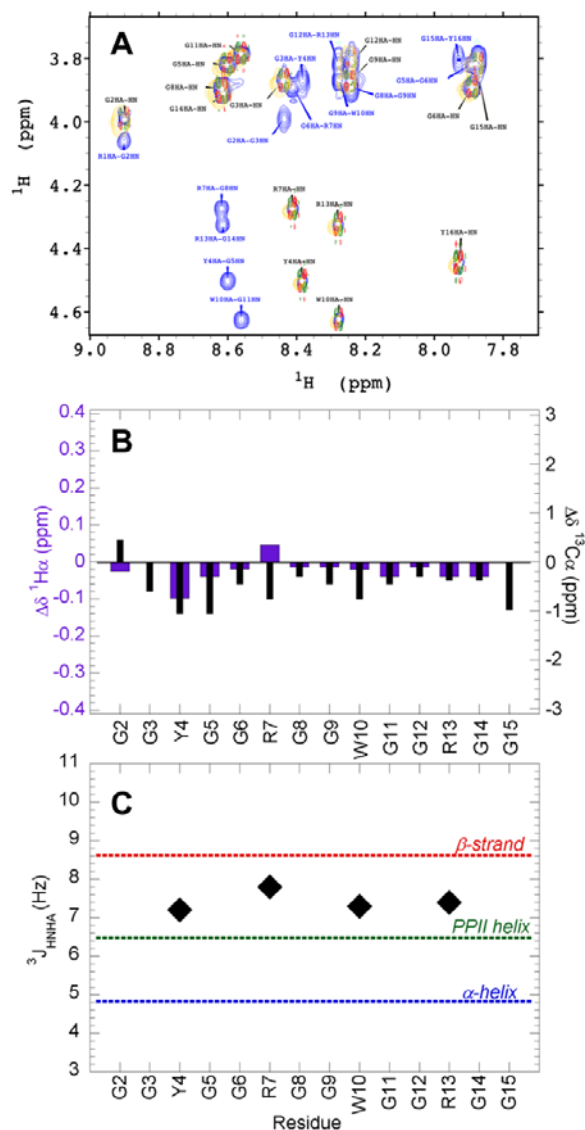 A
G12HA-R13HN
G12HA-HN
G15HA-Y16HN
G11HA-HN
G3HA-Y4HN
G9HA-HN
G5HA-HN
G5HA-G6HN
G8HA-HN
G8HA-G9HN
G14HA-HN
G3HA-HN
G9HA-W10HN
G2HA-HN
G6HA-R7HN
G6HA-HN
G15HA-HN
R1HA-G2HN
G2HA-G3HN
R7HA-G8HN
R7HA-HN
R13HA-HN
R13HA-G14HN
Y16HA-HN
Y4HA-G5HN
Y4HA-HN
W10HA-G11HN
W10HA-HN
3.8
4.0
4.2
4.4
4.6
¹H (ppm)
9.0 8.8 8.6 8.4 8.2 8.0 7.8
¹H (ppm)
B
0.4
0.3
0.2
0.1
0
-0.1
-0.2
-0.3
-0.4
Δδ ¹Hα (ppm)
3
2
1
0
-1
-2
-3
Δδ ¹³Cα (ppm)
G2 G3 Y4 G5 G6 R7 G8 G9 W10 G11 G12 R13 G14 G15
C
11
10
9
8
7
6
5
4
3
³J HNHA (Hz)
β-strand
PPII helix
α-helix
G2 G3 Y4 G5 G6 R7 G8 G9 W10 G11 G12 R13 G14 G15
Residue